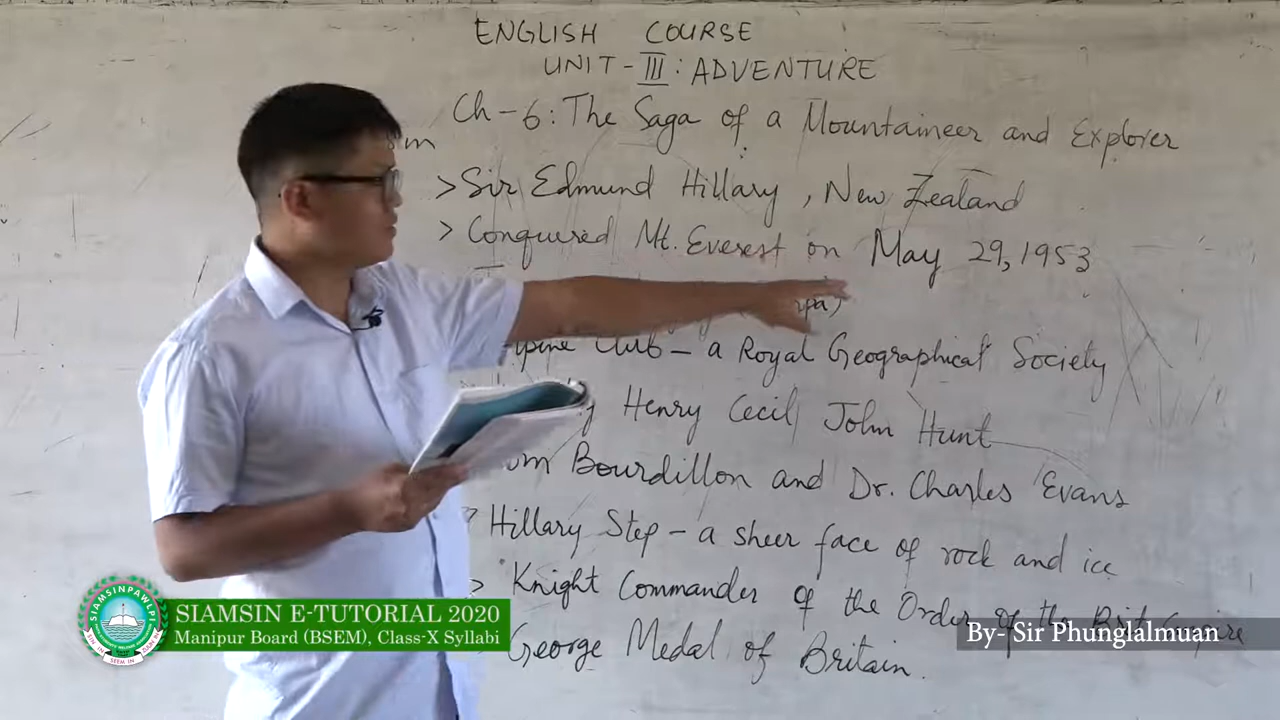 ENGLISH COURSE
UNIT-III: ADVENTURE
Ch-6: The Saga of a Mountaineer and Explorer
> Sir Edmund Hillary, New Zealand
> Conquered Mt. Everest on May 29, 1953
Club - a Royal Geographical Society
Henry Cecil John Hunt
Bourdillon and Dr. Charles Evans
Hillary Step - a sheer face of rock and ice
> Knight Commander of the Order of the
George Medal of Britain.
SIAMSINPAWLPI
SIAMSIN E-TUTORIAL 2020
Manipur Board (BSEM), Class-X Syllabi
By- Sir Phunglalmuan